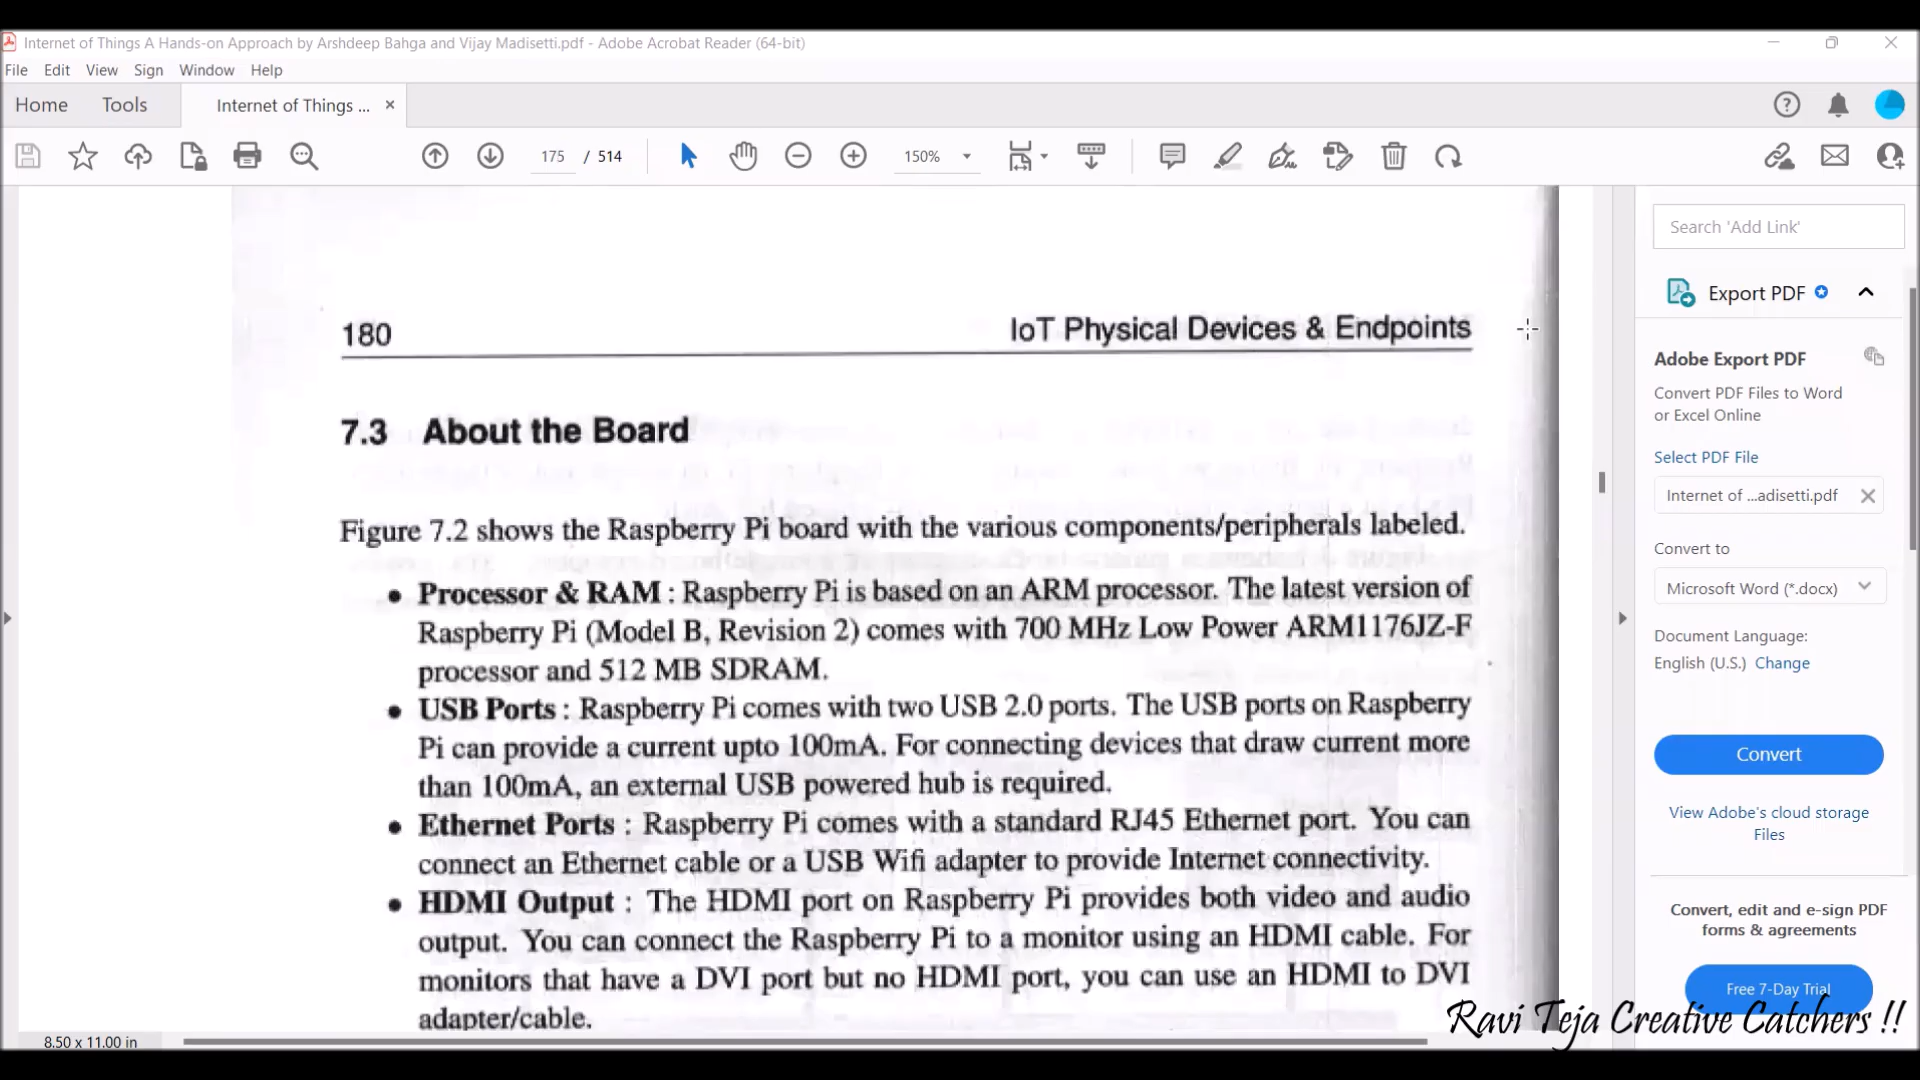 Internet of Things A Hands-on Approach by Arshdeep Bahga and Vijay Madisetti.pdf - Adobe Acrobat Reader (64-bit)
File Edit View Sign Window Help
Home Tools Internet of Things ...
175 / 514 150%
Search 'Add Link'
Export PDF
Adobe Export PDF
Convert PDF Files to Word
or Excel Online
Select PDF File
Internet of ...adisetti.pdf
Convert to
Microsoft Word (*.docx)
Document Language:
English (U.S.) Change
Convert
View Adobe's cloud storage
Files
Convert, edit and e-sign PDF
forms & agreements
Free 7-Day Trial
180 IoT Physical Devices & Endpoints
7.3 About the Board
Figure 7.2 shows the Raspberry Pi board with the various components/peripherals labeled.
• Processor & RAM : Raspberry Pi is based on an ARM processor. The latest version of
Raspberry Pi (Model B, Revision 2) comes with 700 MHz Low Power ARM1176JZ-F
processor and 512 MB SDRAM.
• USB Ports : Raspberry Pi comes with two USB 2.0 ports. The USB ports on Raspberry
Pi can provide a current upto 100mA. For connecting devices that draw current more
than 100mA, an external USB powered hub is required.
• Ethernet Ports : Raspberry Pi comes with a standard RJ45 Ethernet port. You can
connect an Ethernet cable or a USB Wifi adapter to provide Internet connectivity.
• HDMI Output : The HDMI port on Raspberry Pi provides both video and audio
output. You can connect the Raspberry Pi to a monitor using an HDMI cable. For
monitors that have a DVI port but no HDMI port, you can use an HDMI to DVI
adapter/cable.
8.50 x 11.00 in
Ravi Teja Creative Catchers !!